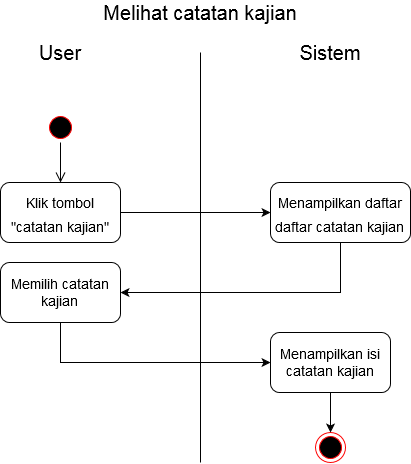 Melihat catatan kajian
User
Sistem
Klik tombol
"catatan kajian"
Menampilkan daftar
daftar catatan kajian
Memilih catatan
kajian
Menampilkan isi
catatan kajian